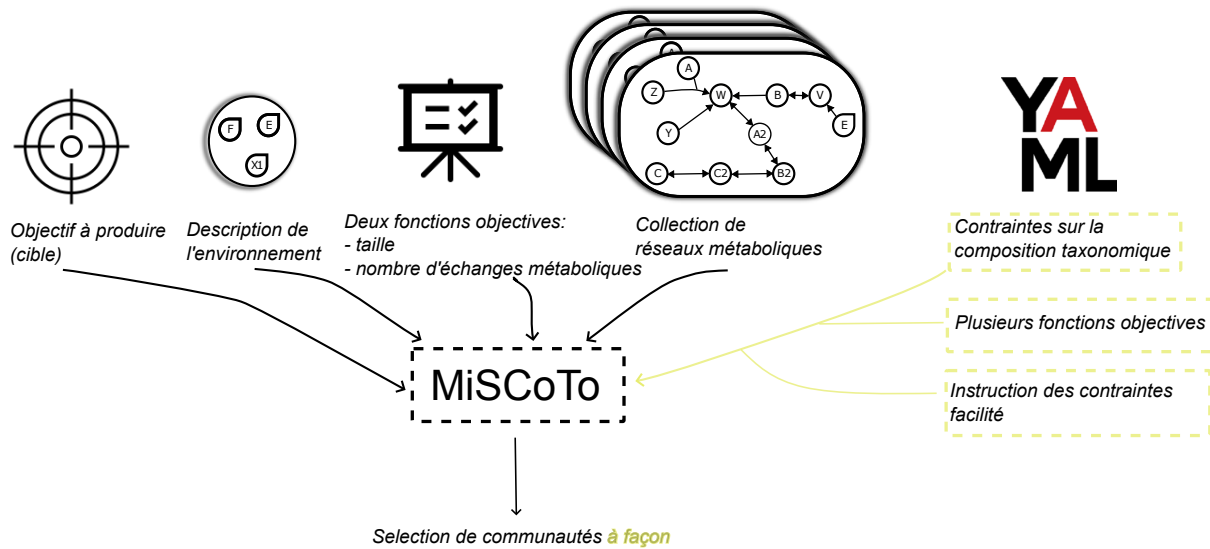 F
E
X1
A
Z
W
B
V
E
Y
A2
C
C2
B2
YA
ML
Objectif à produire
(cible)
Description de
l'environnement
Deux fonctions objectives:
- taille
- nombre d'échanges métaboliques
Collection de
réseaux métaboliques
Contraintes sur la
composition taxonomique
Plusieurs fonctions objectives
Instruction des contraintes
facilité
MiSCoTo
Selection de communautés à façon